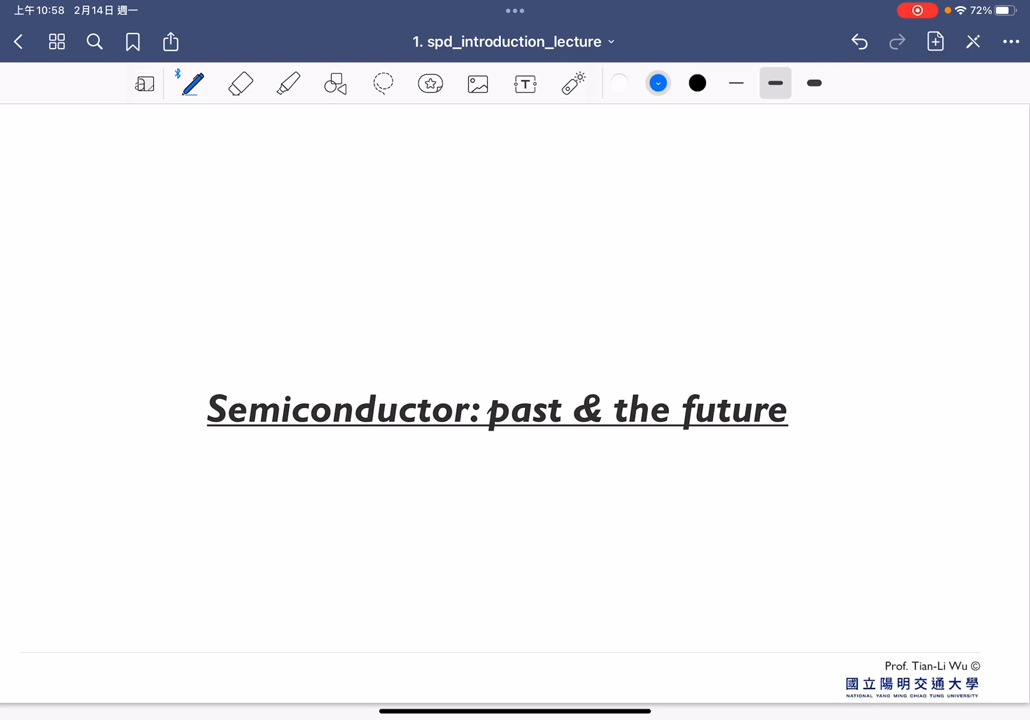 上午10:58 2月14日 週一
72%
1. spd_introduction_lecture
T
Semiconductor: past & the future
Prof. Tian-Li Wu ©
國立陽明交通大學
NATIONAL YANG MING CHIAO TUNG UNIVERSITY